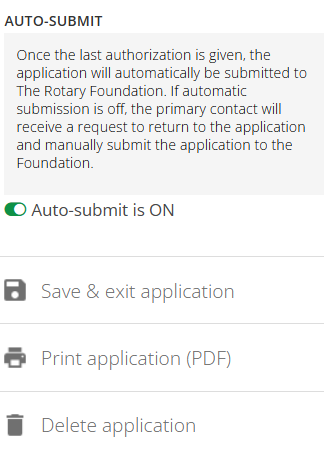 AUTO-SUBMIT
Once the last authorization is given, the
application will automatically be submitted to
The Rotary Foundation. If automatic
submission is off, the primary contact will
receive a request to return to the application
and manually submit the application to the
Foundation.
Auto-submit is ON
Save & exit application
Print application (PDF)
Delete application